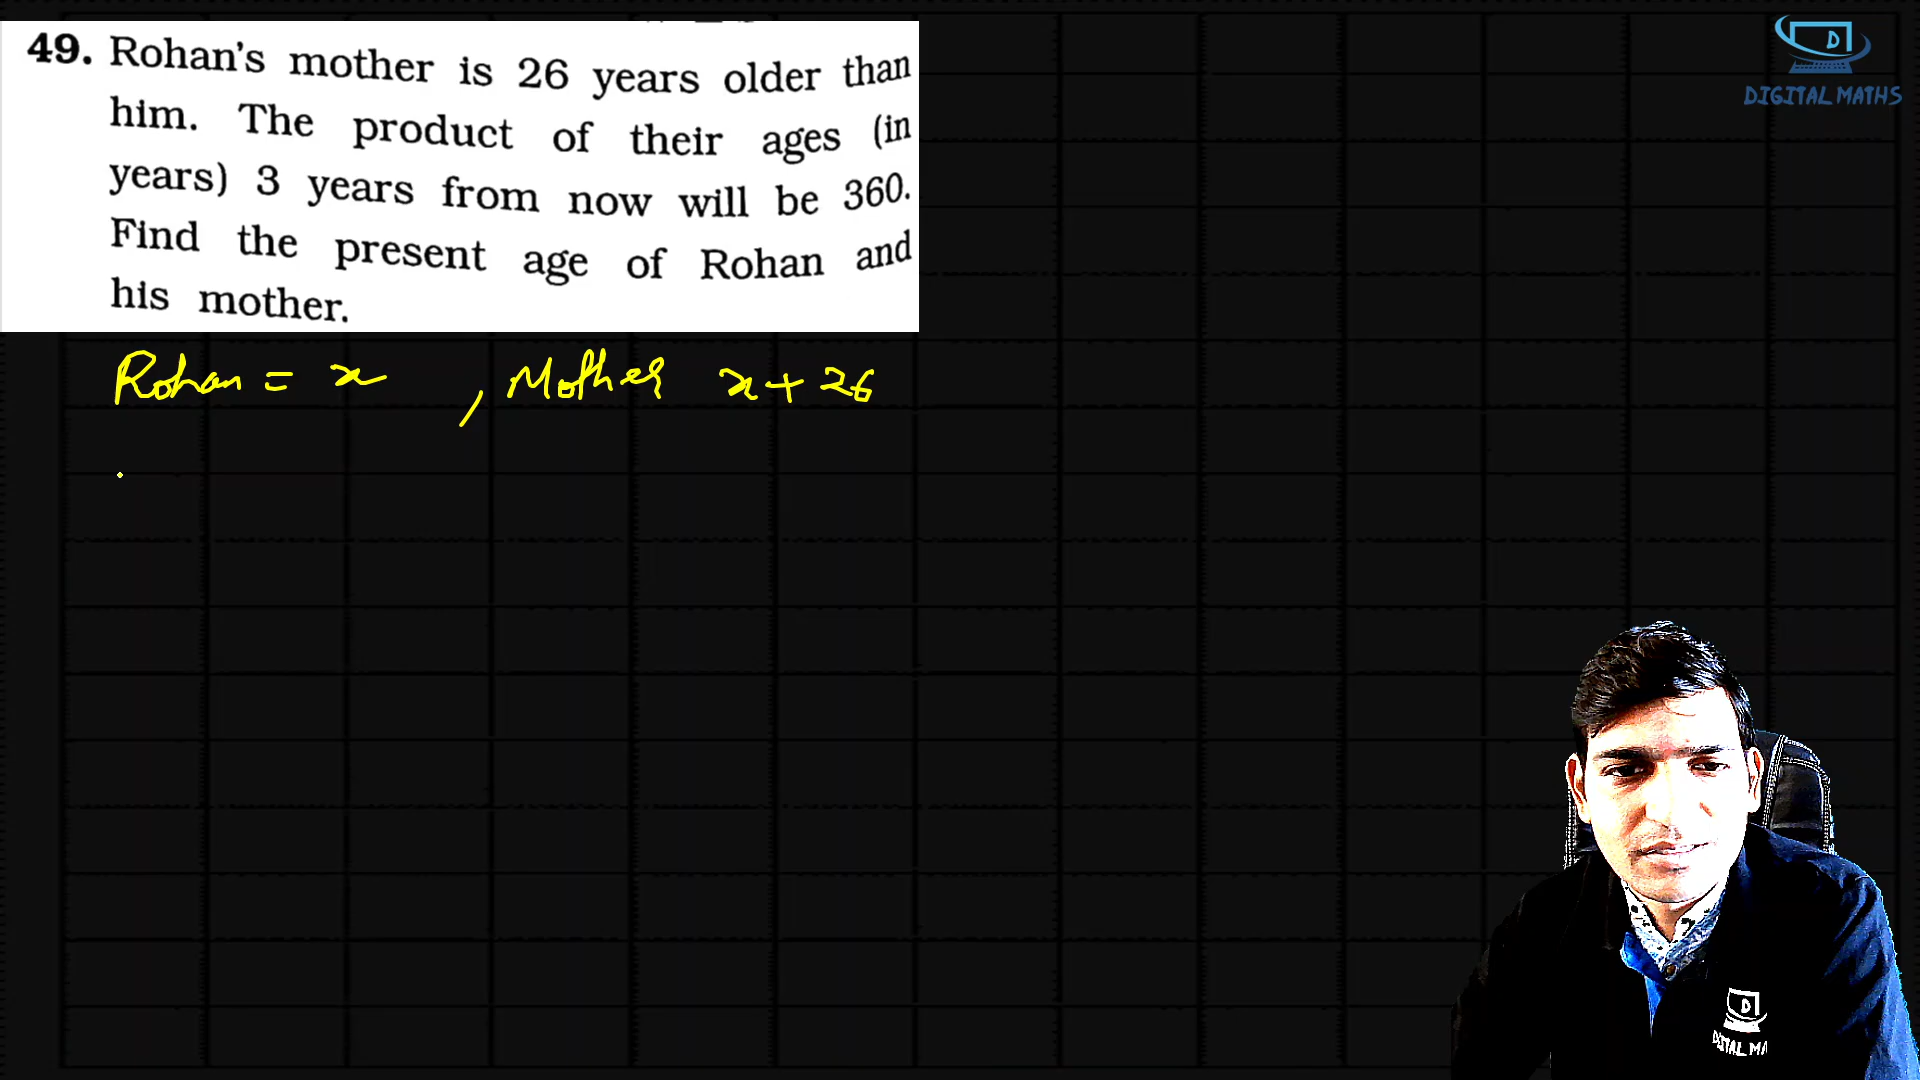 49. Rohan's mother is 26 years older than
him. The product of their ages (in
years) 3 years from now will be 360.
Find the present age of Rohan and
his mother.
Rohan = x , Mother x + 26
D
DIGITAL MATHS
D